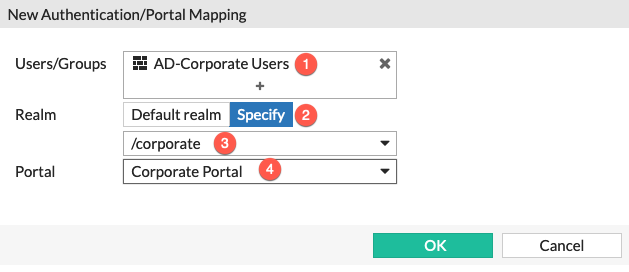 New Authentication/Portal Mapping
Users/Groups AD-Corporate Users 1
+
Realm Default realm Specify 2
/corporate 3
Portal Corporate Portal 4
OK Cancel